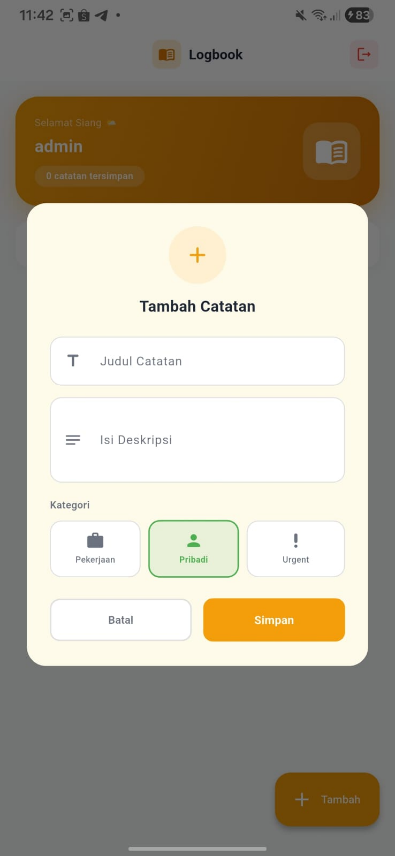 11:42
83
Logbook
Selamat Siang
admin
0 catatan tersimpan
Tambah Catatan
Judul Catatan
Isi Deskripsi
Kategori
Pekerjaan
Pribadi
Urgent
Batal
Simpan
Tambah